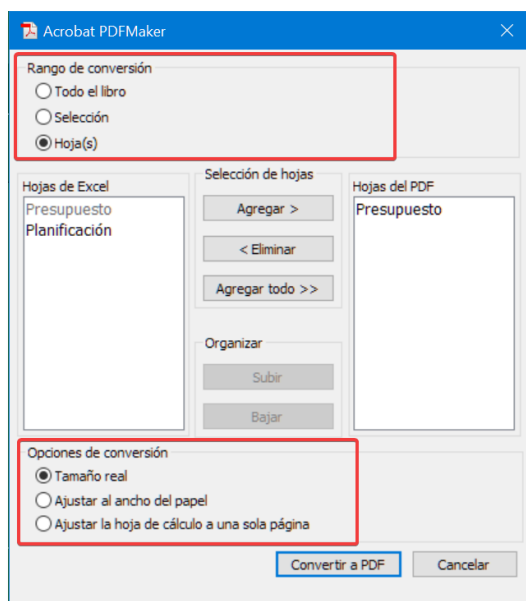 Acrobat PDFMaker
Rango de conversión
Todo el libro
Selección
Hoja(s)
Hojas de Excel
Presupuesto
Planificación
Selección de hojas
Agregar >
< Eliminar
Agregar todo >>
Organizar
Subir
Bajar
Hojas del PDF
Presupuesto
Opciones de conversión
Tamaño real
Ajustar al ancho del papel
Ajustar la hoja de cálculo a una sola página
Convertir a PDF
Cancelar